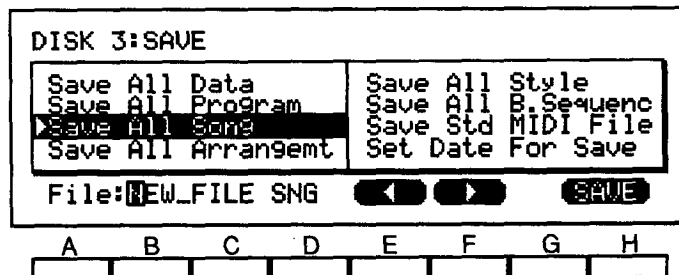 DISK 3:SAVE
Save All Data
Save All Program
Save All Song
Save All Arrangemt
Save All Style
Save All B.Sequenc
Save Std MIDI File
Set Date For Save
File:NEW_FILE SNG
SAVE
A B C D E F G H